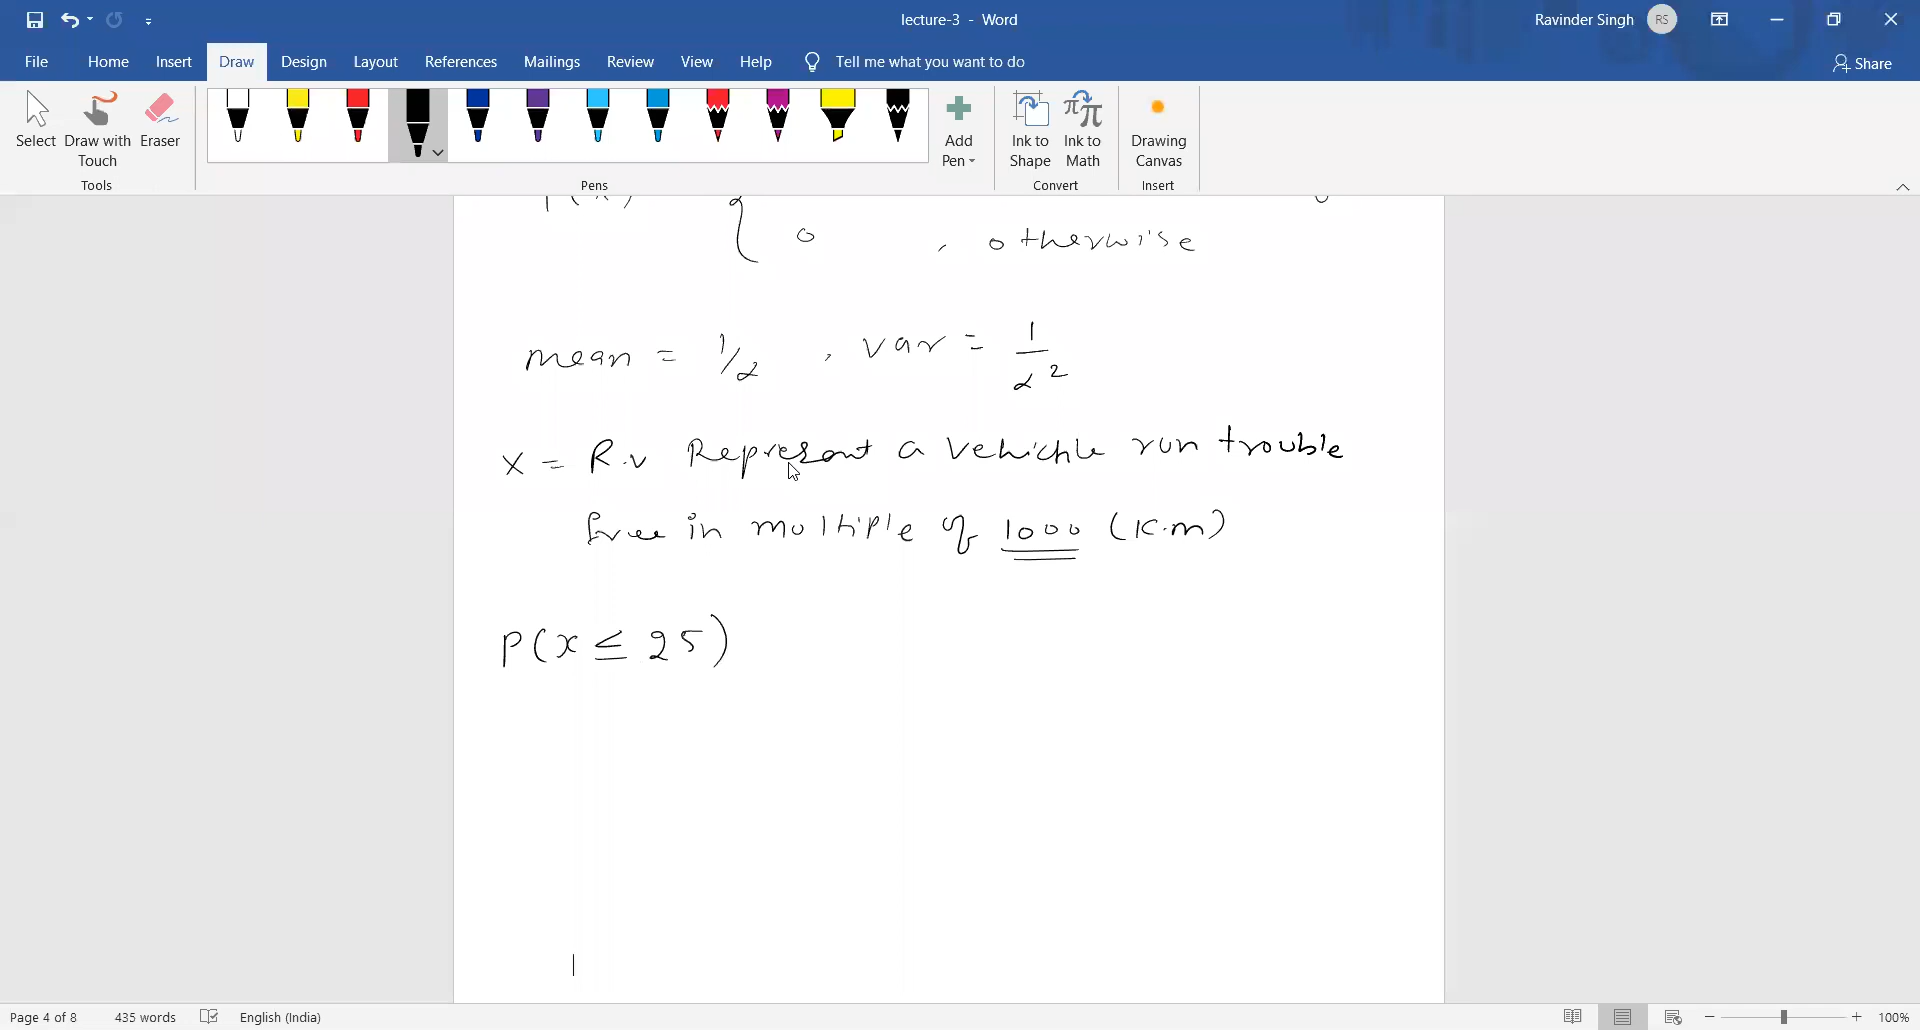 lecture-3 - Word
Ravinder Singh RS
File Home Insert Draw Design Layout References Mailings Review View Help Tell me what you want to do Share
Select Draw with Touch Eraser Add Pen Ink to Shape Ink to Math Drawing Canvas
Tools Pens Convert Insert
0 , otherwise
mean = 1/α , var = 1/α²
X = R.v Represent a Vehichle run trouble
free in multiple of 1000 (K.m)
P(x ≤ 25)
Page 4 of 8 435 words English (India) 100%